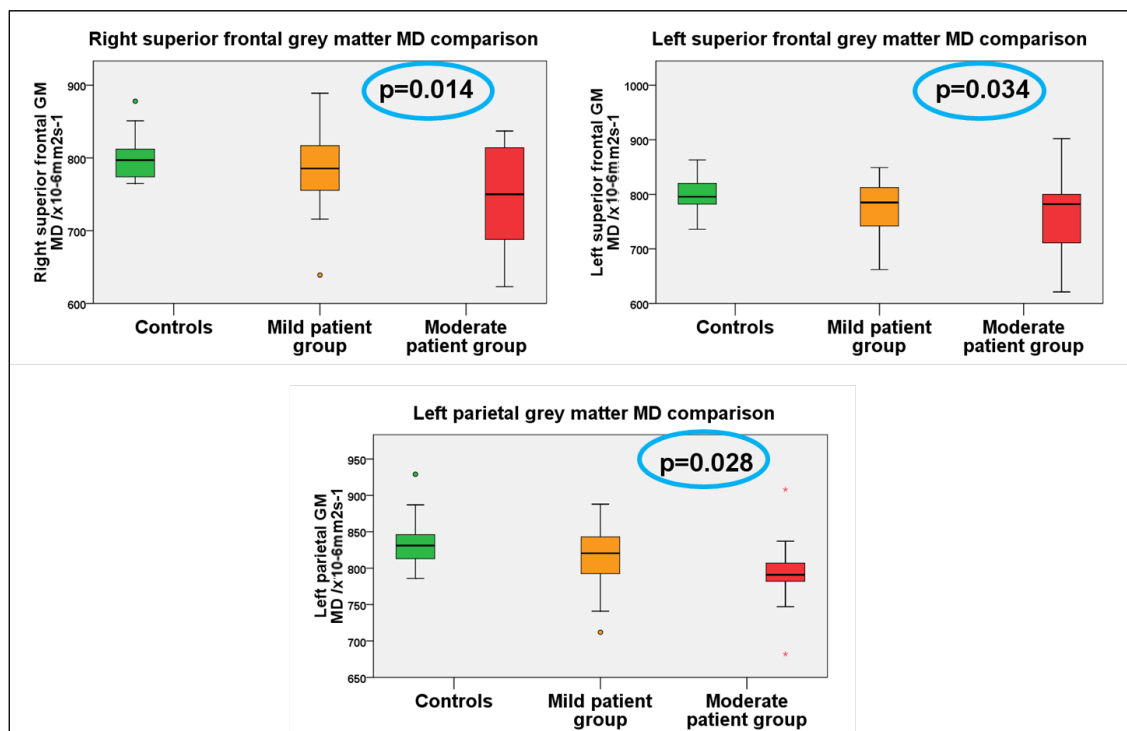 Right superior frontal grey matter MD comparison
Right superior frontal GM
MD /x10-6mm2s-1
900
800
700
600
p=0.014
Controls
Mild patient
group
Moderate
patient group
Left superior frontal grey matter MD comparison
Left superior frontal GM
MD /x10-6mm2s-1
1000
900
800
700
600
p=0.034
Controls
Mild patient
group
Moderate
patient group
Left parietal grey matter MD comparison
Left parietal GM
MD /x10-6mm2s-1
950
900
850
800
750
700
650
p=0.028
Controls
Mild patient
group
Moderate
patient group